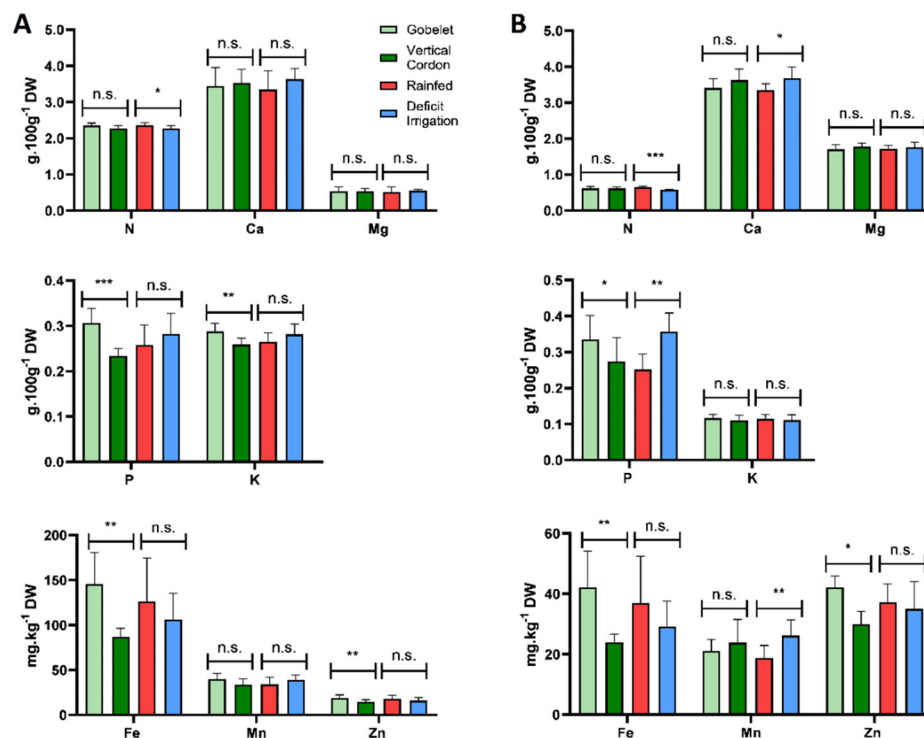 A
B
Gobelet
Vertical
Cordon
Rainfed
Deficit
Irrigation
g.100g⁻¹ DW
5.0
4.0
3.0
2.0
1.0
0.0
n.s.
*
n.s.
n.s.
n.s.
n.s.
N
Ca
Mg
g.100g⁻¹ DW
5.0
4.0
3.0
2.0
1.0
0.0
n.s.
***
n.s.
*
n.s.
n.s.
N
Ca
Mg
g.100g⁻¹ DW
0.4
0.3
0.2
0.1
0.0
***
n.s.
**
n.s.
P
K
g.100g⁻¹ DW
0.5
0.4
0.3
0.2
0.1
0.0
*
**
n.s.
n.s.
P
K
mg.kg⁻¹ DW
200
150
100
50
0
**
n.s.
n.s.
n.s.
**
n.s.
Fe
Mn
Zn
mg.kg⁻¹ DW
60
40
20
0
**
n.s.
n.s.
**
*
n.s.
Fe
Mn
Zn